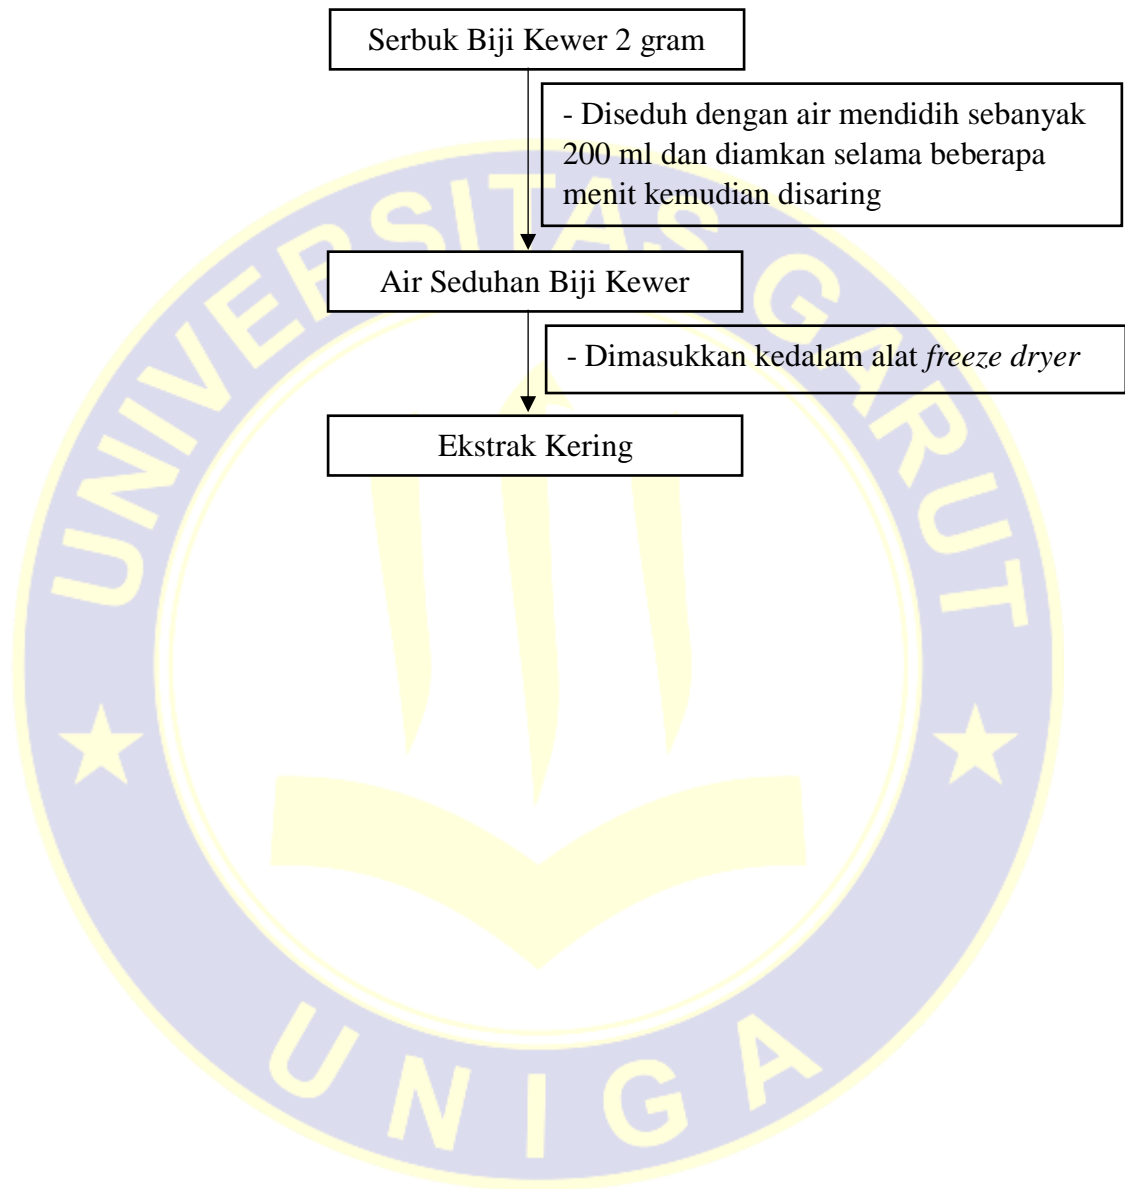 Serbuk Biji Kewer 2 gram
- Diseduh dengan air mendidih sebanyak
200 ml dan diamkan selama beberapa
menit kemudian disaring
Air Seduhan Biji Kewer
- Dimasukkan kedalam alat freeze dryer
Ekstrak Kering
UNIVERSITAS GARUT
UNIGA